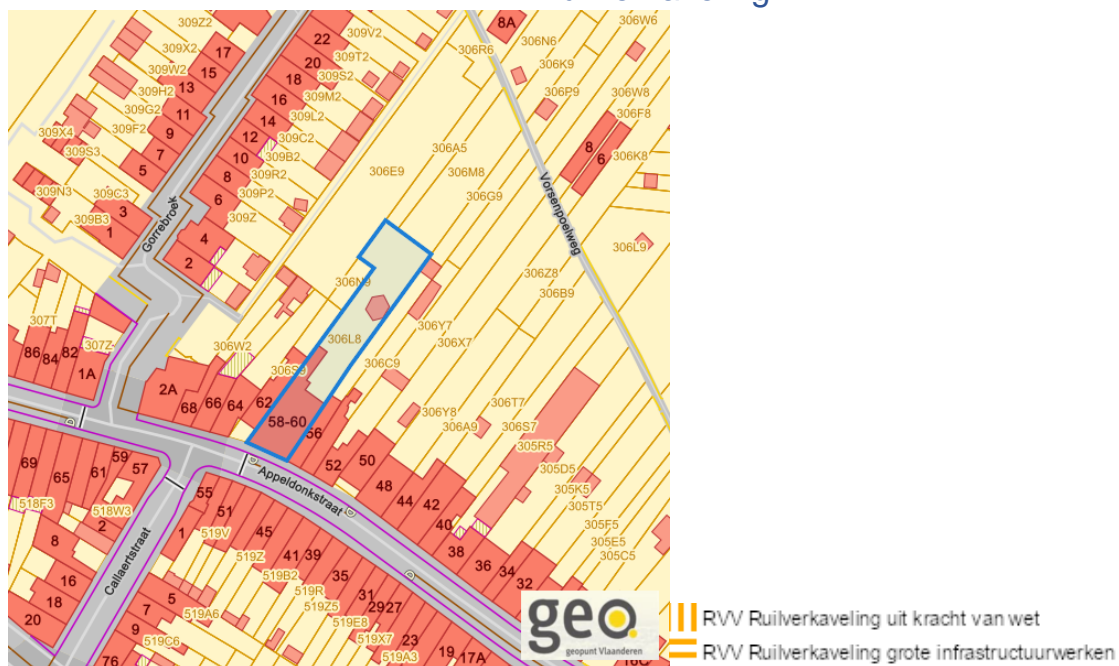 309Z2
309X2
17
22
309V2
8A
306W6
306R6
306N6
15
20
309T2
309W2
306K9
309H2
13
18
309S2
306P9
306W8
309G2
11
16
309M2
306F8
309X4
309F2
9
14
309L2
309S3
7
12
309C2
306A5
8
6
306K8
5
10
309B2
306E9
306M8
309N3
309C3
8
309R2
306G9
3
6
309P2
309B3
1
Gorrebroek
309Z
Vorsenpoelweg
4
306L9
2
306Z8
306N9
306B9
307T
306Y7
306L8
306X7
86
84
82
307Z
306W2
1A
306S9
306C9
2A
68
66
64
62
58-60
56
306Y8
306T7
306A9
306S7
305R5
69
65
61
59
57
52
50
305D5
Appeldonkstraat
48
305K5
305T5
518F3
518W3
55
51
44
42
305F5
2
1
519V
40
305E5
305C5
8
45
38
Callaertstraat
519Z
41
39
36
34
16
519B2
35
32
18
5
519R
519Z5
31
20
7
519A6
519E8
29
27
9
519X7
23
19
17A
519C6
519A3
76
16C
D
D
D
D
geo
geopunt Vlaanderen
RVV Ruilverkaveling uit kracht van wet
RVV Ruilverkaveling grote infrastructuurwerken